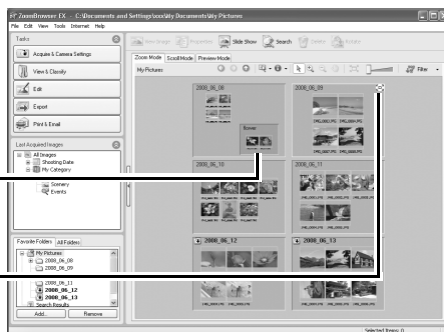 ZoomBrowser EX - C:\Documents and Settings\xxx\My Documents\My Pictures
File Edit View Tools Internet Help
Tasks
Acquire & Camera Settings
View & Classify
Edit
Export
Print & Email
Last Acquired Images
All Images
Shooting Date
My Category
Scenery
Events
Favorite Folders All Folders
My Pictures
2008_06_08
2008_06_09
2008_06_11
2008_06_12
2008_06_13
Search Results
Add... Remove
View Image Properties Slide Show Search Delete Rotate
Zoom Mode Scroll Mode Preview Mode
My Pictures
Filter
2008_06_08
flower
2008_06_09
2008_06_10
2008_06_11
2008_06_12
2008_06_13
Selected Items: 0